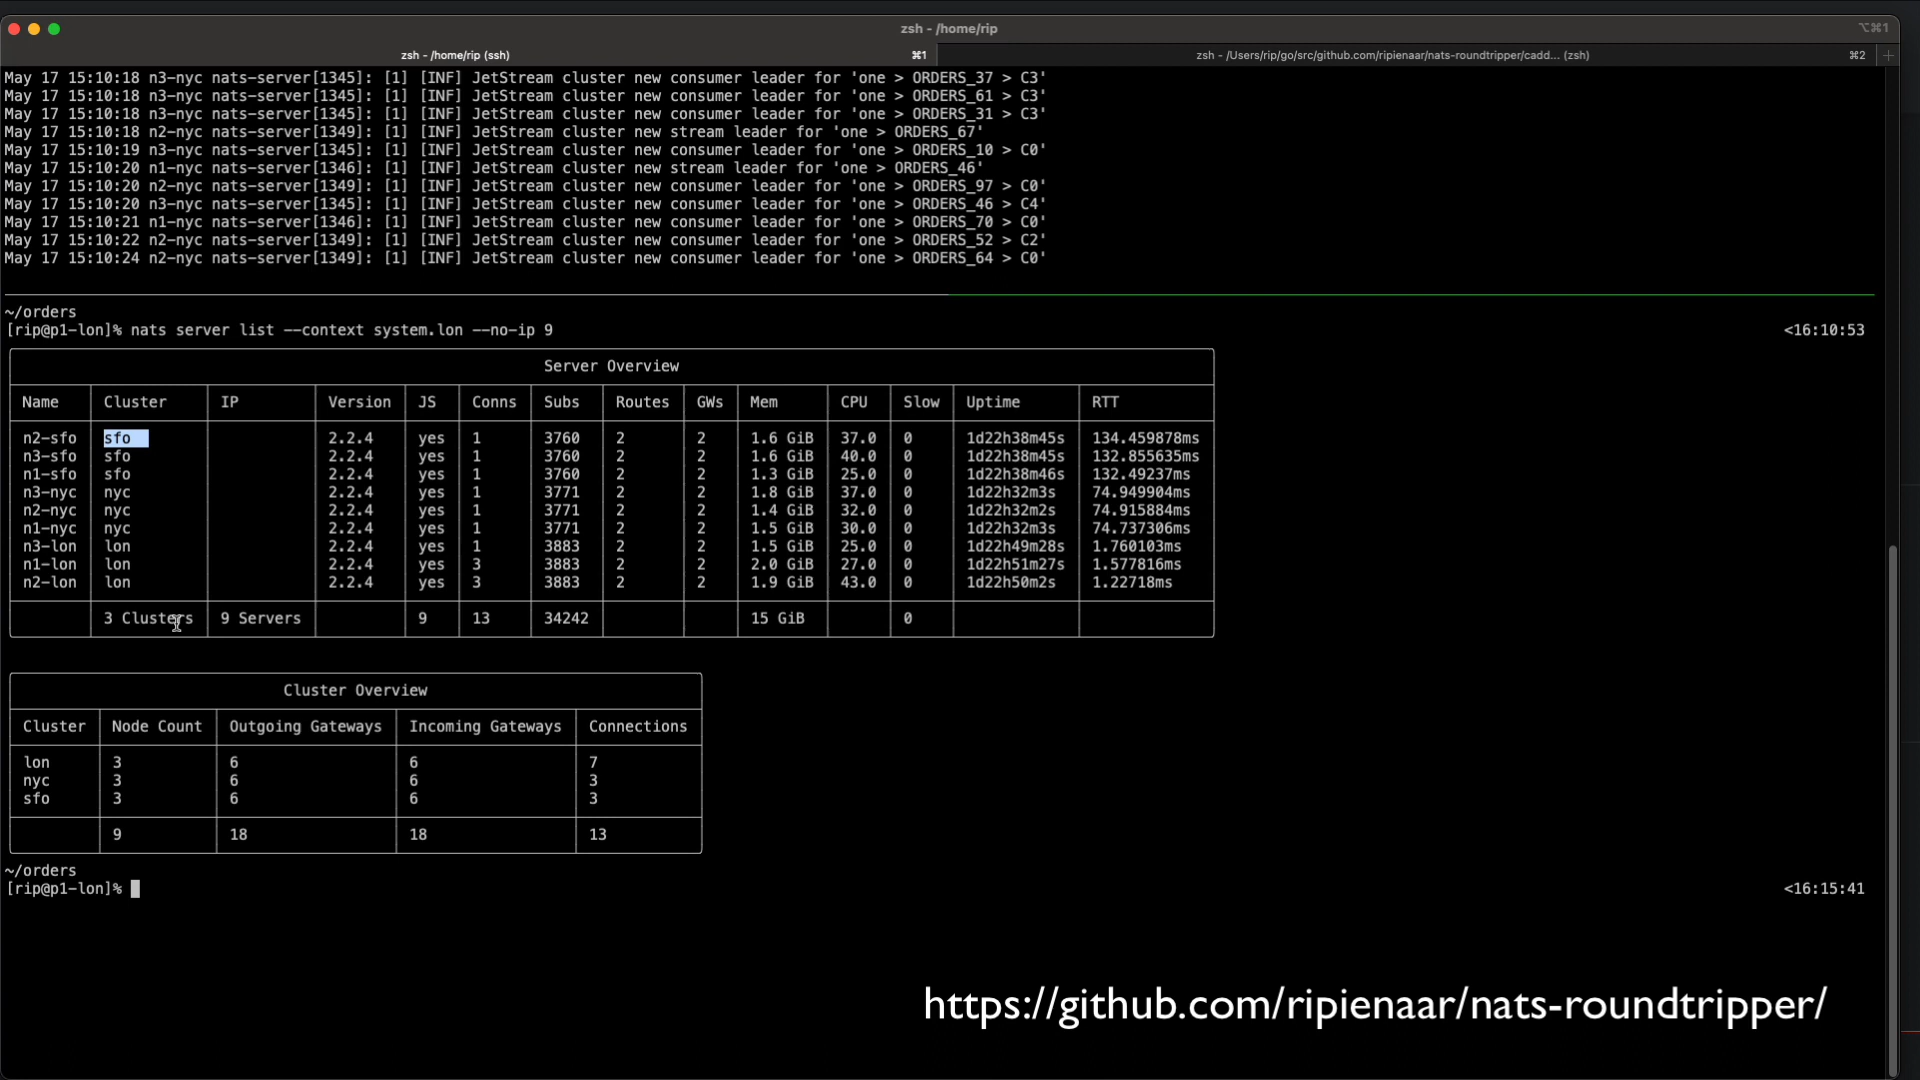 zsh - /home/rip
⌥⌘1
zsh - /home/rip (ssh) ⌘1
zsh - /Users/rip/go/src/github.com/ripienaar/nats-roundtripper/cadd... (zsh) ⌘2 +
May 17 15:10:18 n3-nyc nats-server[1345]: [1] [INF] JetStream cluster new consumer leader for 'one > ORDERS_37 > C3'
May 17 15:10:18 n3-nyc nats-server[1345]: [1] [INF] JetStream cluster new consumer leader for 'one > ORDERS_61 > C3'
May 17 15:10:18 n3-nyc nats-server[1345]: [1] [INF] JetStream cluster new consumer leader for 'one > ORDERS_31 > C3'
May 17 15:10:18 n2-nyc nats-server[1349]: [1] [INF] JetStream cluster new stream leader for 'one > ORDERS_67'
May 17 15:10:19 n3-nyc nats-server[1345]: [1] [INF] JetStream cluster new consumer leader for 'one > ORDERS_10 > C0'
May 17 15:10:20 n1-nyc nats-server[1346]: [1] [INF] JetStream cluster new stream leader for 'one > ORDERS_46'
May 17 15:10:20 n2-nyc nats-server[1349]: [1] [INF] JetStream cluster new consumer leader for 'one > ORDERS_97 > C0'
May 17 15:10:20 n3-nyc nats-server[1345]: [1] [INF] JetStream cluster new consumer leader for 'one > ORDERS_46 > C4'
May 17 15:10:21 n1-nyc nats-server[1346]: [1] [INF] JetStream cluster new consumer leader for 'one > ORDERS_70 > C0'
May 17 15:10:22 n2-nyc nats-server[1349]: [1] [INF] JetStream cluster new consumer leader for 'one > ORDERS_52 > C2'
May 17 15:10:24 n2-nyc nats-server[1349]: [1] [INF] JetStream cluster new consumer leader for 'one > ORDERS_64 > C0'
~/orders
[rip@p1-lon]% nats server list --context system.lon --no-ip 9 <16:10:53
Server Overview
Name Cluster IP Version JS Conns Subs Routes GWs Mem CPU Slow Uptime RTT
n2-sfo sfo 2.2.4 yes 1 3760 2 2 1.6 GiB 37.0 0 1d22h38m45s 134.459878ms
n3-sfo sfo 2.2.4 yes 1 3760 2 2 1.6 GiB 40.0 0 1d22h38m45s 132.855635ms
n1-sfo sfo 2.2.4 yes 1 3760 2 2 1.3 GiB 25.0 0 1d22h38m46s 132.49237ms
n3-nyc nyc 2.2.4 yes 1 3771 2 2 1.8 GiB 37.0 0 1d22h32m3s 74.949904ms
n2-nyc nyc 2.2.4 yes 1 3771 2 2 1.4 GiB 32.0 0 1d22h32m2s 74.915884ms
n1-nyc nyc 2.2.4 yes 1 3771 2 2 1.5 GiB 30.0 0 1d22h32m3s 74.737306ms
n3-lon lon 2.2.4 yes 1 3883 2 2 1.5 GiB 25.0 0 1d22h49m28s 1.760103ms
n1-lon lon 2.2.4 yes 3 3883 2 2 2.0 GiB 27.0 0 1d22h51m27s 1.577816ms
n2-lon lon 2.2.4 yes 3 3883 2 2 1.9 GiB 43.0 0 1d22h50m2s 1.22718ms
3 Clusters 9 Servers 9 13 34242 15 GiB 0
Cluster Overview
Cluster Node Count Outgoing Gateways Incoming Gateways Connections
lon 3 6 6 7
nyc 3 6 6 3
sfo 3 6 6 3
9 18 18 13
~/orders
[rip@p1-lon]% <16:15:41
https://github.com/ripienaar/nats-roundtripper/